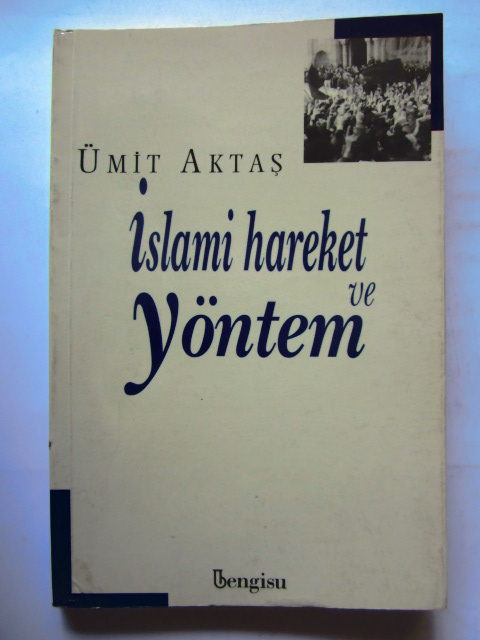 ÜMİT AKTAŞ
İslami hareket
ve
Yöntem
bengisu